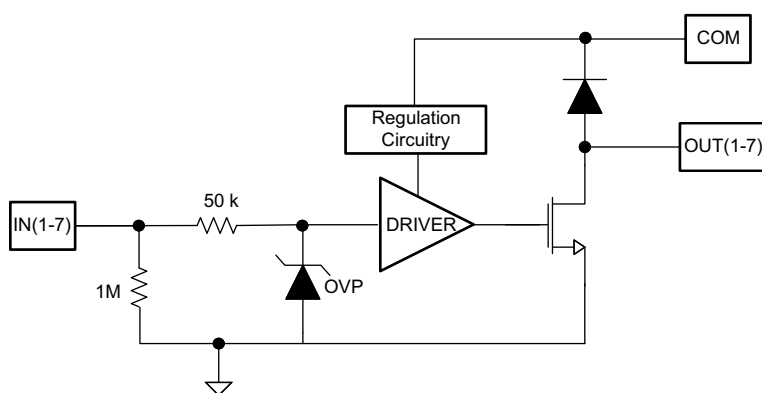 COM
Regulation
Circuitry
OUT(1-7)
50 k
IN(1-7)
DRIVER
1M
OVP